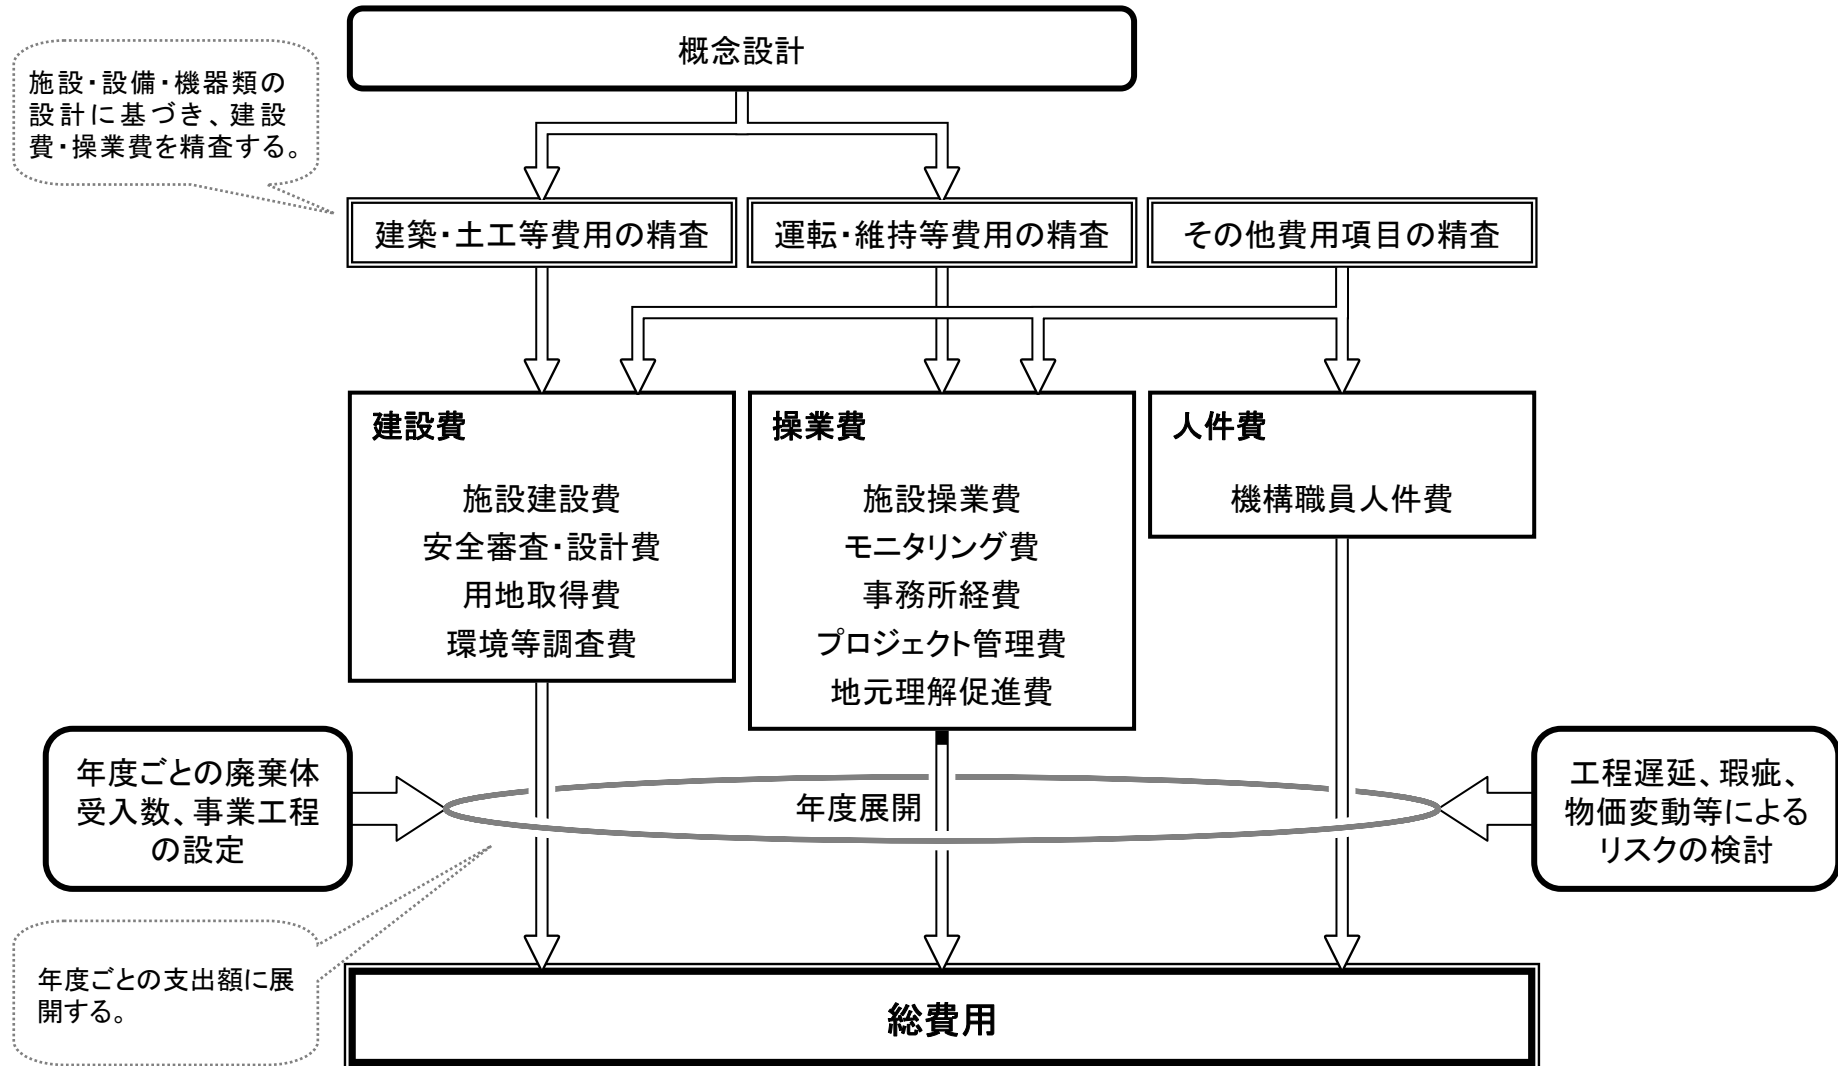 概念設計
施設・設備・機器類の
設計に基づき、建設
費・操業費を精査する。
建築・土工等費用の精査
運転・維持等費用の精査
その他費用項目の精査
建設費
施設建設費
安全審査・設計費
用地取得費
環境等調査費
操業費
施設操業費
モニタリング費
事務所経費
プロジェクト管理費
地元理解促進費
人件費
機構職員人件費
年度ごとの廃棄体
受入数、事業工程
の設定
年度展開
工程遅延、瑕疵、
物価変動等による
リスクの検討
年度ごとの支出額に展
開する。
総費用